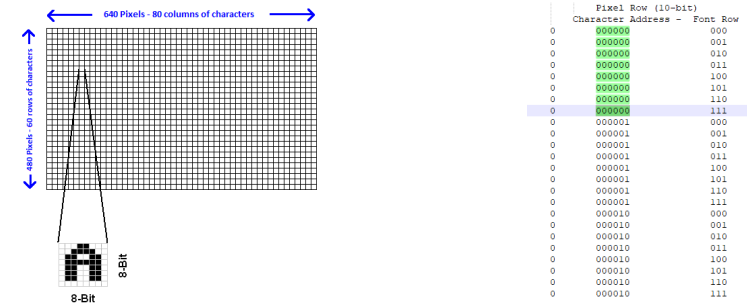 640 Pixels - 80 columns of characters
480 Pixels - 60 rows of characters
8-Bit
8-Bit
Pixel Row (10-bit)
Character Address - Font Row
0 000000 000
0 000000 001
0 000000 010
0 000000 011
0 000000 100
0 000000 101
0 000000 110
0 000000 111
0 000001 000
0 000001 001
0 000001 010
0 000001 011
0 000001 100
0 000001 101
0 000001 110
0 000001 111
0 000010 000
0 000010 001
0 000010 010
0 000010 011
0 000010 100
0 000010 101
0 000010 110
0 000010 111